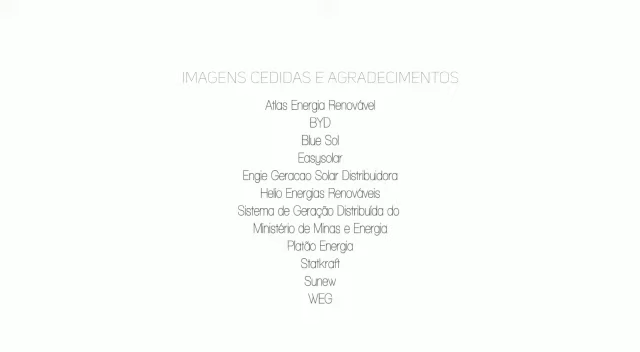 IMAGENS CEDIDAS E AGRADECIMENTOS
Atlas Energia Renovável
BYD
Blue Sol
Easysolar
Engie Geracao Solar Distribuidora
Helio Energias Renováveis
Sistema de Geração Distribuída do
Ministério de Minas e Energia
Platão Energia
Statkraft
Sunew
WEG